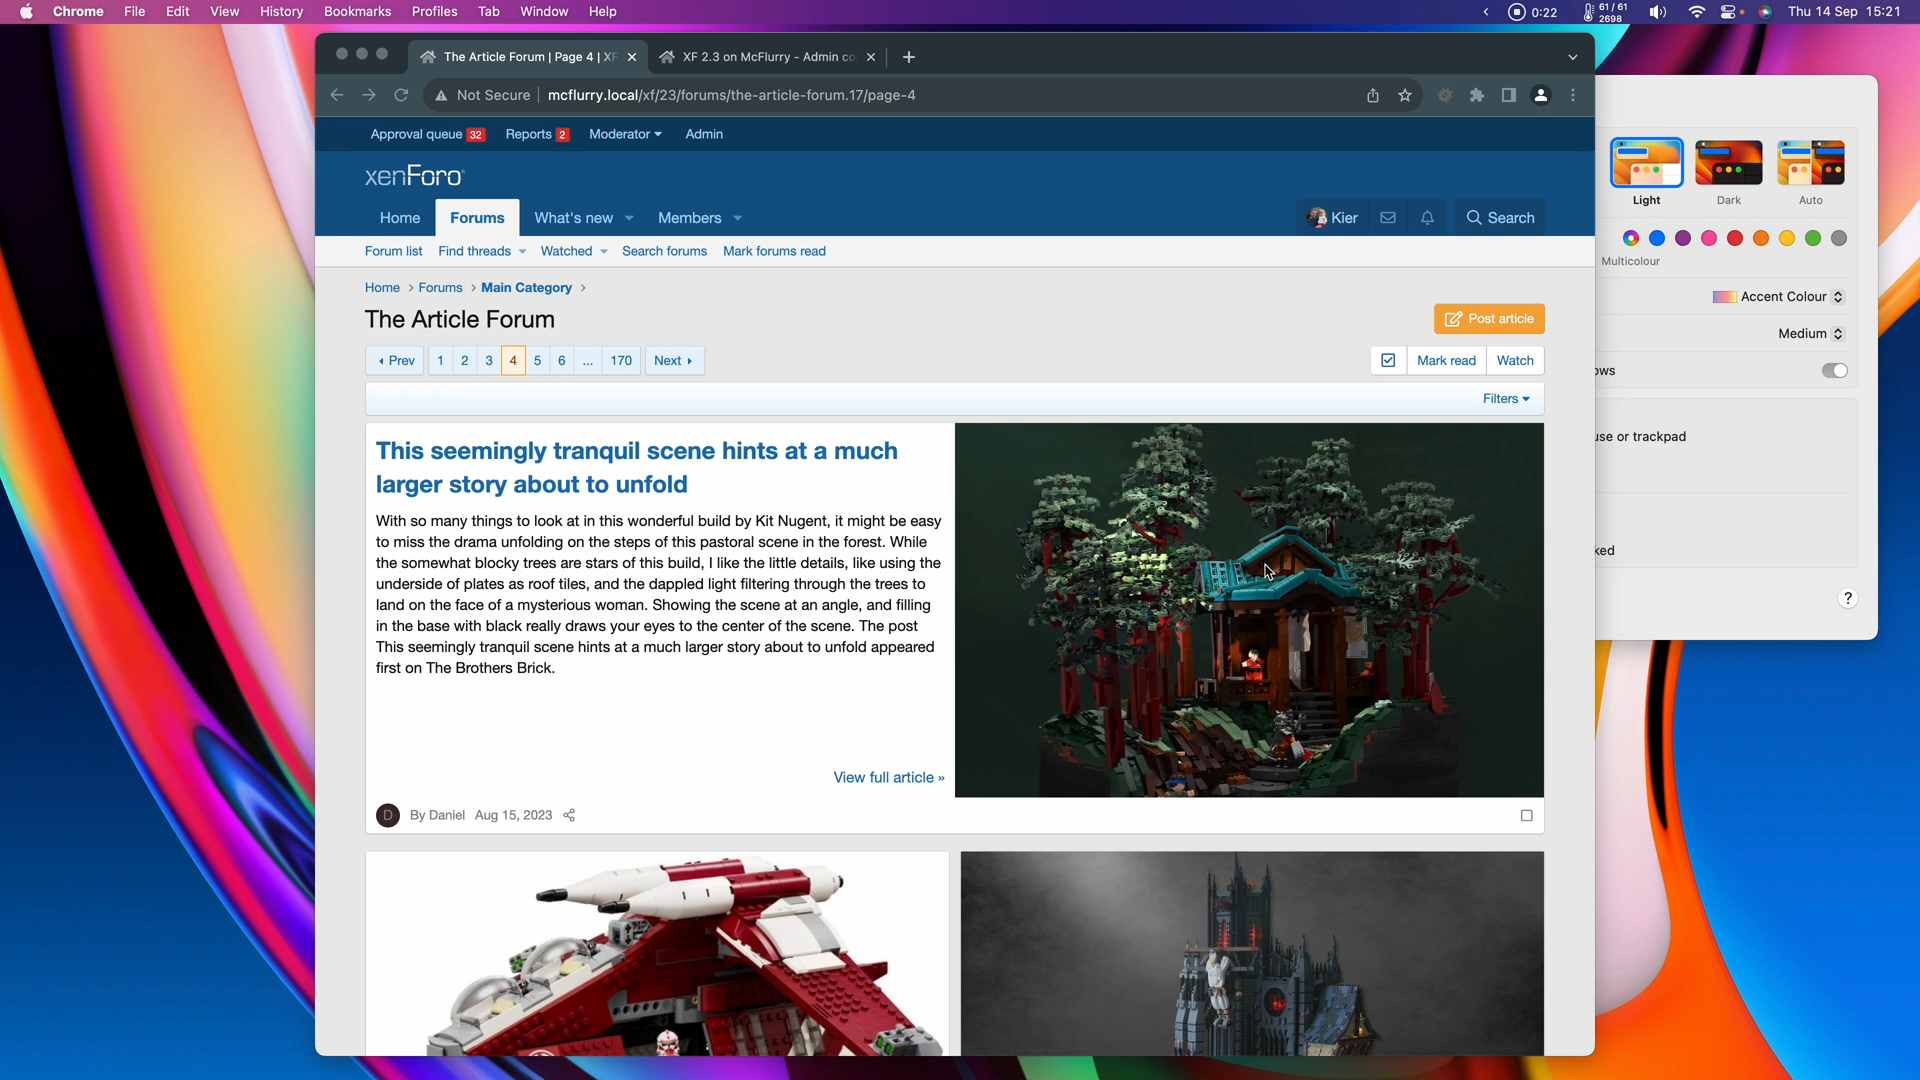 Chrome File Edit View History Bookmarks Profiles Tab Window Help
0:22 61 / 61 2698 Thu 14 Sep 15:21
The Article Forum | Page 4 | XF
XF 2.3 on McFlurry - Admin co
Not Secure mcflurry.local/xf/23/forums/the-article-forum.17/page-4
Approval queue 32 Reports 2 Moderator Admin
xenForo
Home Forums What's new Members Kier Search
Forum list Find threads Watched Search forums Mark forums read
Home > Forums > Main Category >
The Article Forum
Post article
Prev 1 2 3 4 5 6 ... 170 Next
Mark read Watch
Filters
This seemingly tranquil scene hints at a much
larger story about to unfold
With so many things to look at in this wonderful build by Kit Nugent, it might be easy
to miss the drama unfolding on the steps of this pastoral scene in the forest. While
the somewhat blocky trees are stars of this build, I like the little details, like using the
underside of plates as roof tiles, and the dappled light filtering through the trees to
land on the face of a mysterious woman. Showing the scene at an angle, and filling
in the base with black really draws your eyes to the center of the scene. The post
This seemingly tranquil scene hints at a much larger story about to unfold appeared
first on The Brothers Brick.
View full article »
D By Daniel Aug 15, 2023
Light Dark Auto
Multicolour
Accent Colour
Medium
ows
use or trackpad
ked
?